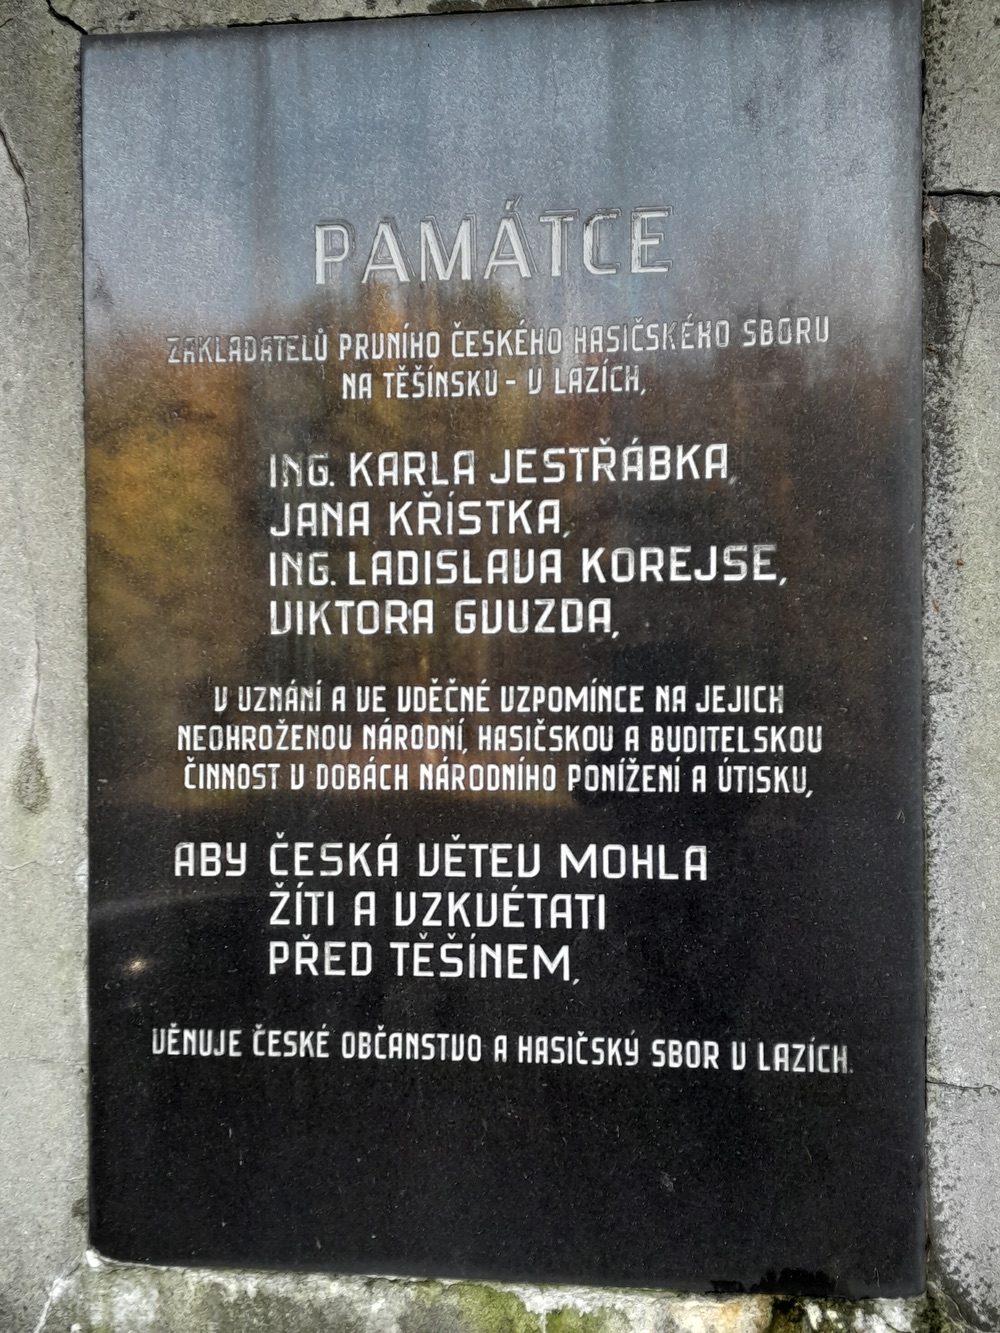 PAMÁTCE
ZAKLADATELŮ PRVNÍHO ČESKÉHO HASIČSKÉHO SBORU
NA TĚŠÍNSKU - V LAZÍCH,
ING. KARLA JESTŘÁBKA,
JANA KŘÍSTKA,
ING. LADISLAVA KOREJSE,
VIKTORA GVUZDA,
V UZNÁNÍ A VE VDĚČNÉ VZPOMÍNCE NA JEJICH
NEOHROŽENOU NÁRODNÍ, HASIČSKOU A BUDITELSKOU
ČINNOST V DOBÁCH NÁRODNÍHO PONÍŽENÍ A ÚTISKU,
ABY ČESKÁ VĚTEV MOHLA
ŽÍTI A VZKVÉTATI
PŘED TĚŠÍNEM,
VĚNUJE ČESKÉ OBČANSTVO A HASIČSKÝ SBOR V LAZÍCH.